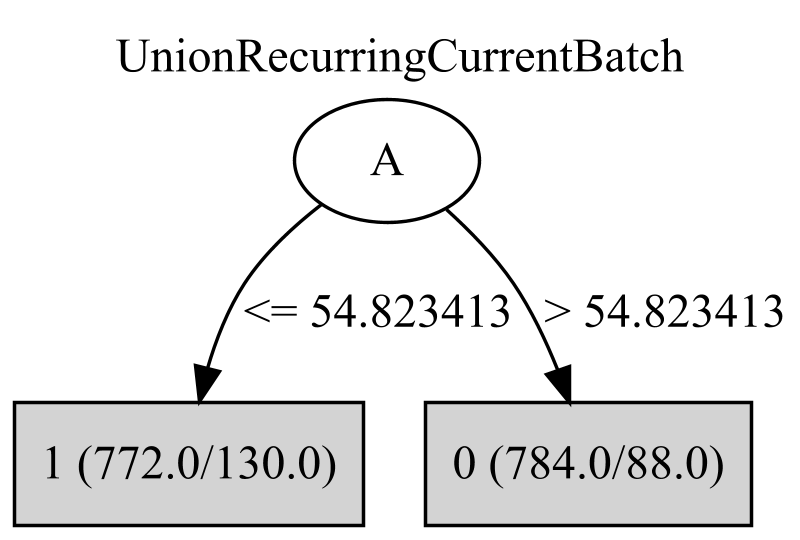 UnionRecurringCurrentBatch
A
<= 54.823413
> 54.823413
1 (772.0/130.0)
0 (784.0/88.0)